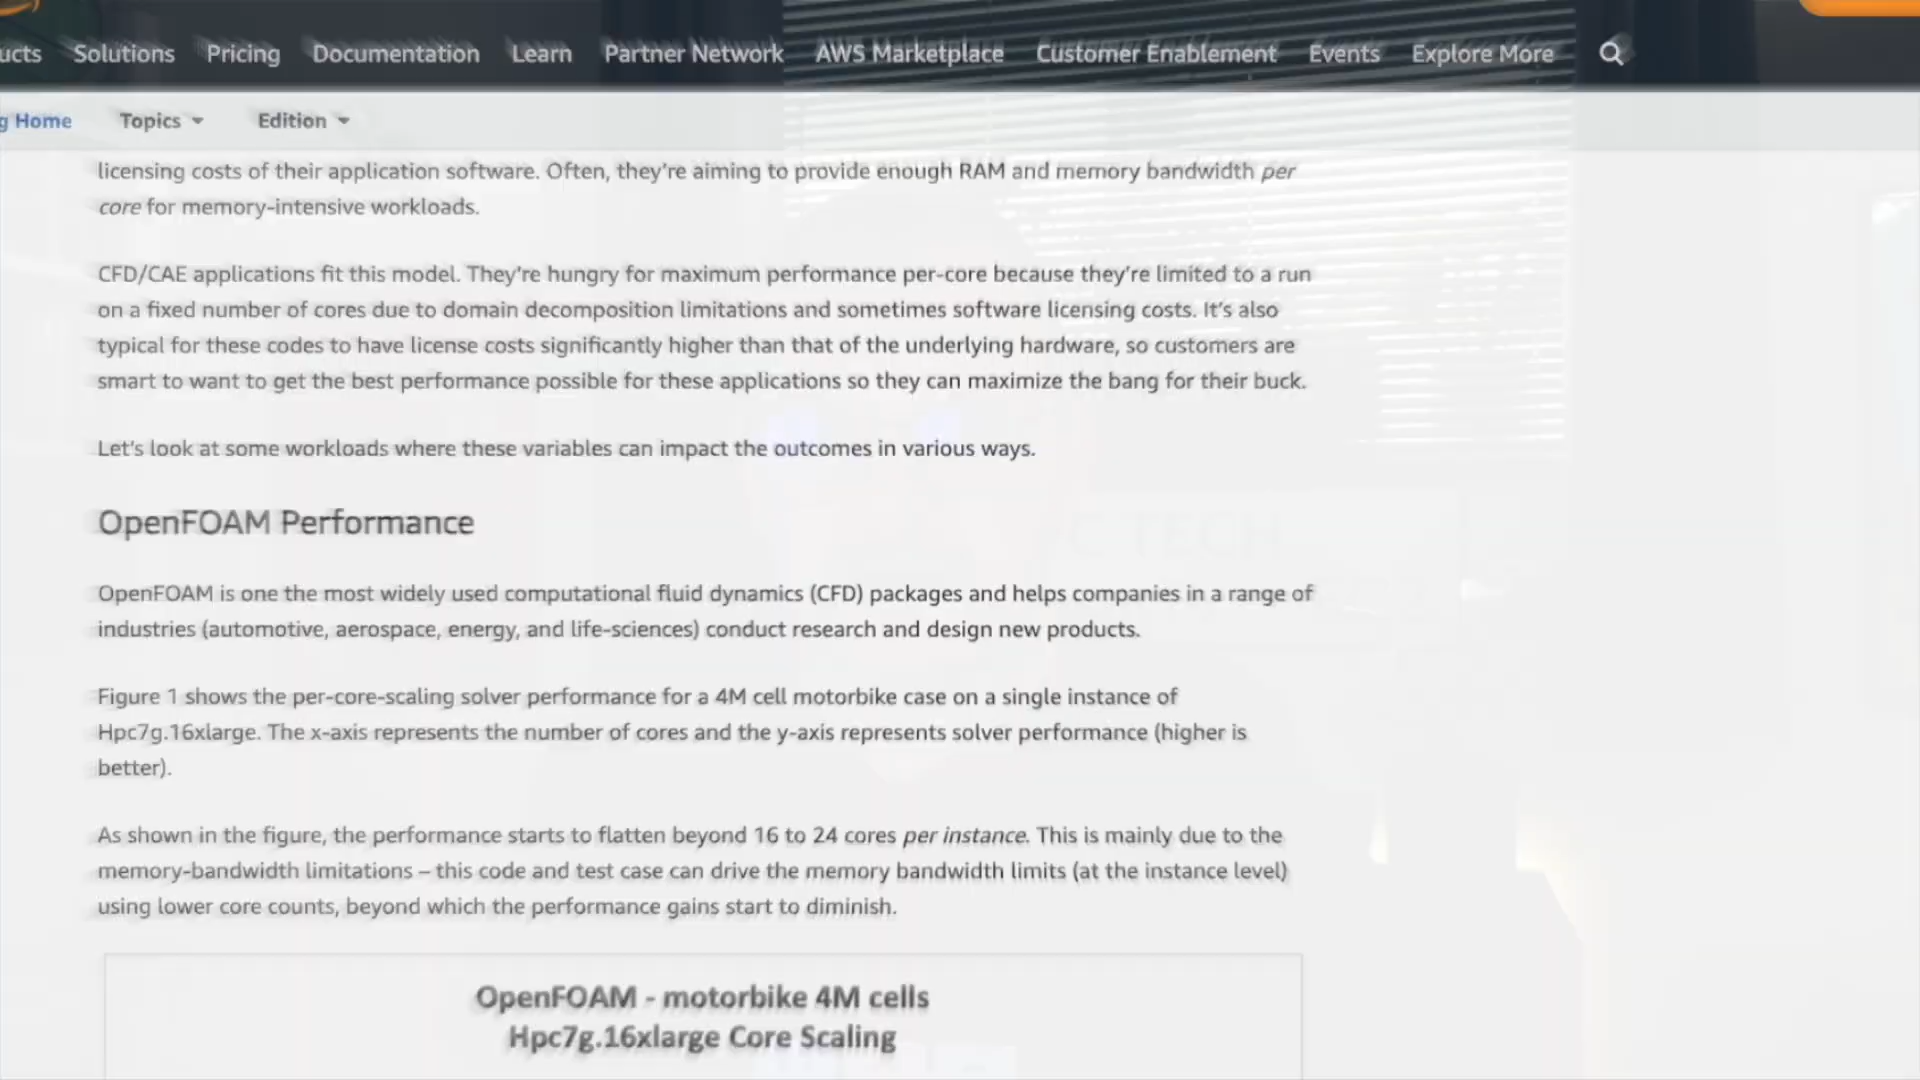 ucts Solutions Pricing Documentation Learn Partner Network AWS Marketplace Customer Enablement Events Explore More
g Home Topics Edition
licensing costs of their application software. Often, they're aiming to provide enough RAM and memory bandwidth per
core for memory-intensive workloads.
CFD/CAE applications fit this model. They're hungry for maximum performance per-core because they're limited to a run
on a fixed number of cores due to domain decomposition limitations and sometimes software licensing costs. It's also
typical for these codes to have license costs significantly higher than that of the underlying hardware, so customers are
smart to want to get the best performance possible for these applications so they can maximize the bang for their buck.
Let's look at some workloads where these variables can impact the outcomes in various ways.
OpenFOAM Performance
C TECH
OpenFOAM is one the most widely used computational fluid dynamics (CFD) packages and helps companies in a range of
industries (automotive, aerospace, energy, and life-sciences) conduct research and design new products.
Figure 1 shows the per-core-scaling solver performance for a 4M cell motorbike case on a single instance of
Hpc7g.16xlarge. The x-axis represents the number of cores and the y-axis represents solver performance (higher is
better).
As shown in the figure, the performance starts to flatten beyond 16 to 24 cores per instance. This is mainly due to the
memory-bandwidth limitations – this code and test case can drive the memory bandwidth limits (at the instance level)
using lower core counts, beyond which the performance gains start to diminish.
OpenFOAM - motorbike 4M cells
Hpc7g.16xlarge Core Scaling